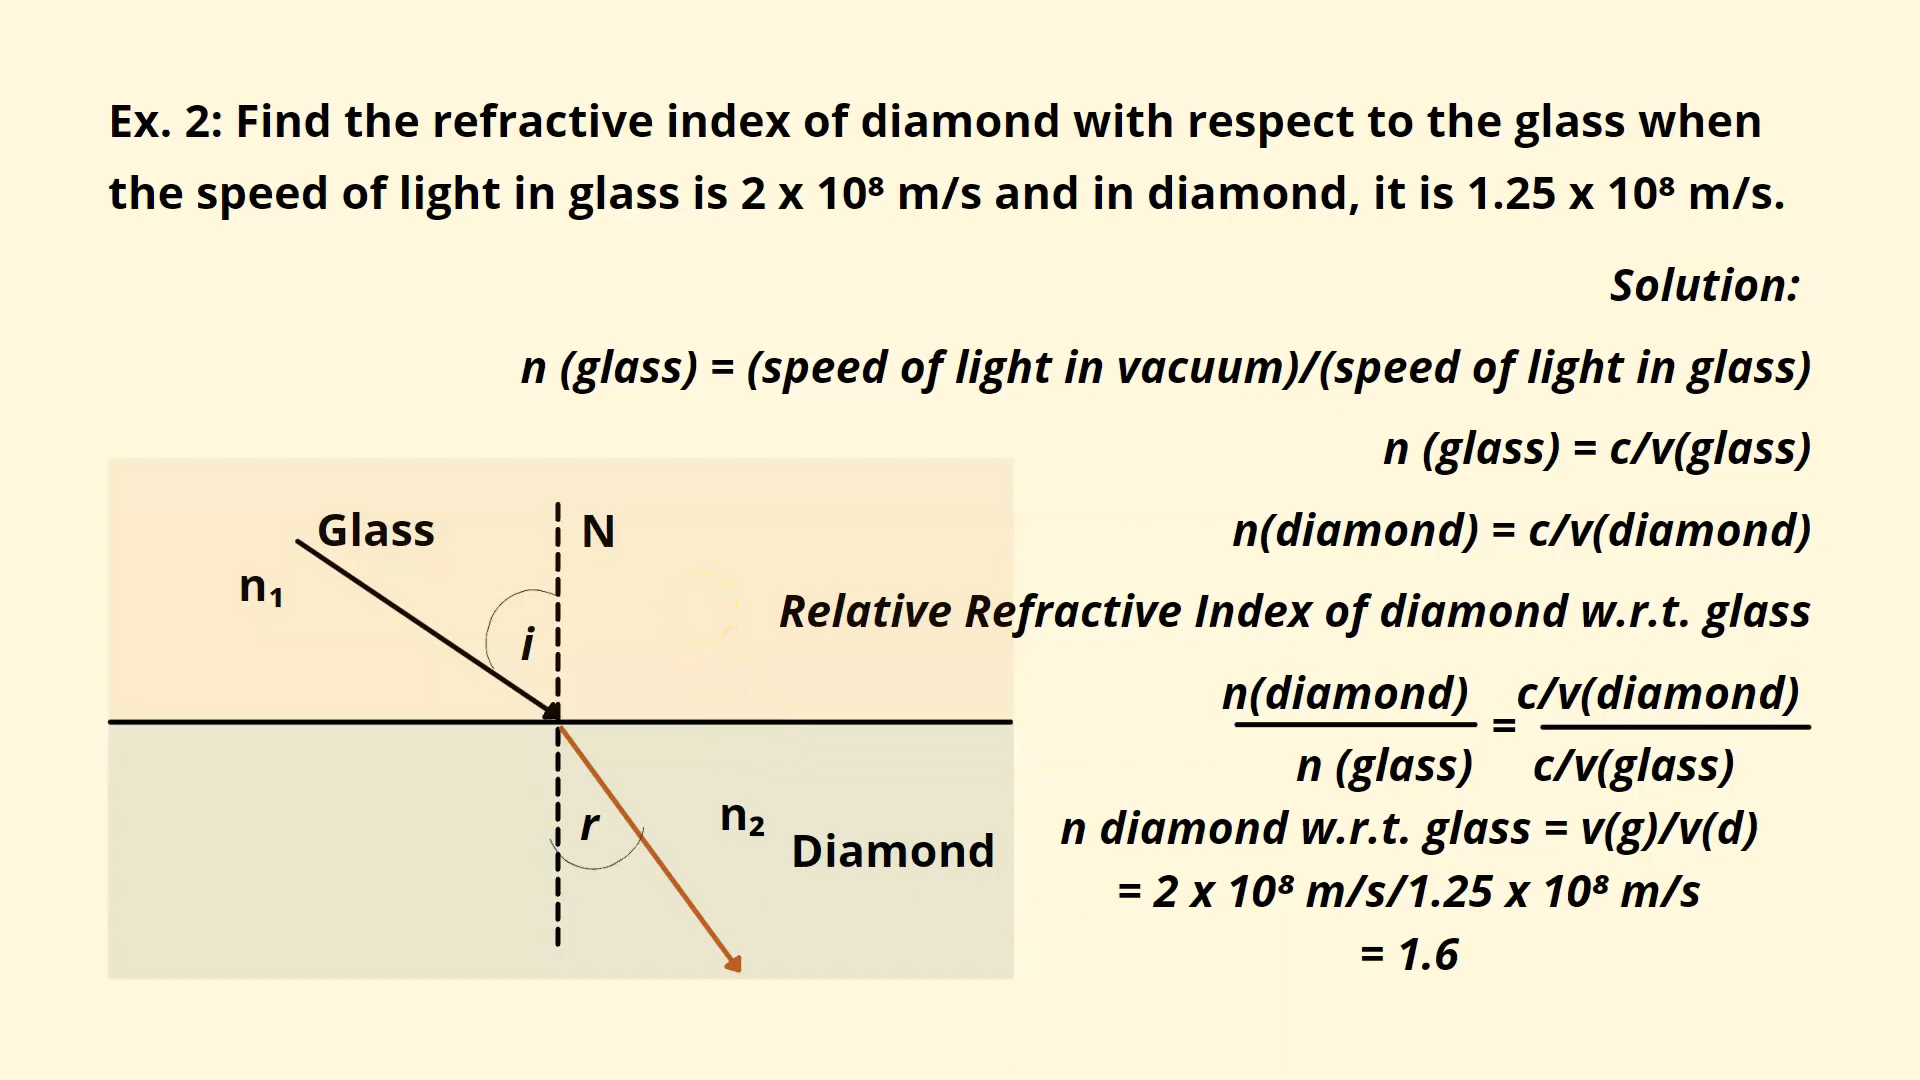 Ex. 2: Find the refractive index of diamond with respect to the glass when
the speed of light in glass is 2 x 10⁸ m/s and in diamond, it is 1.25 x 10⁸ m/s.
Solution:
n (glass) = (speed of light in vacuum)/(speed of light in glass)
n (glass) = c/v(glass)
n(diamond) = c/v(diamond)
Relative Refractive Index of diamond w.r.t. glass
n(diamond) = c/v(diamond)
n (glass) c/v(glass)
n diamond w.r.t. glass = v(g)/v(d)
= 2 x 10⁸ m/s/1.25 x 10⁸ m/s
= 1.6
Glass
N
n₁
i
r
n₂
Diamond